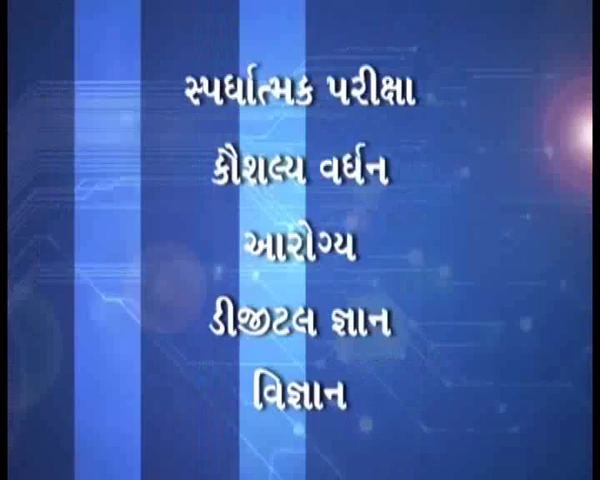 સ્પર્ધાત્મક પરીક્ષા
કૌશલ્ય વર્ધન
આરોગ્ય
ડીજીટલ જ્ઞાન
વિજ્ઞાન